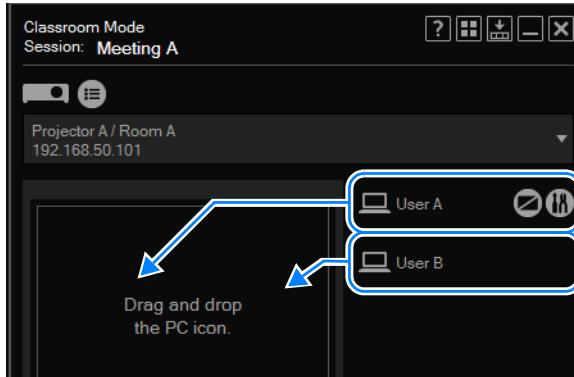 Classroom Mode
Session: Meeting A
?
Projector A / Room A
192.168.50.101
User A
User B
Drag and drop
the PC icon.